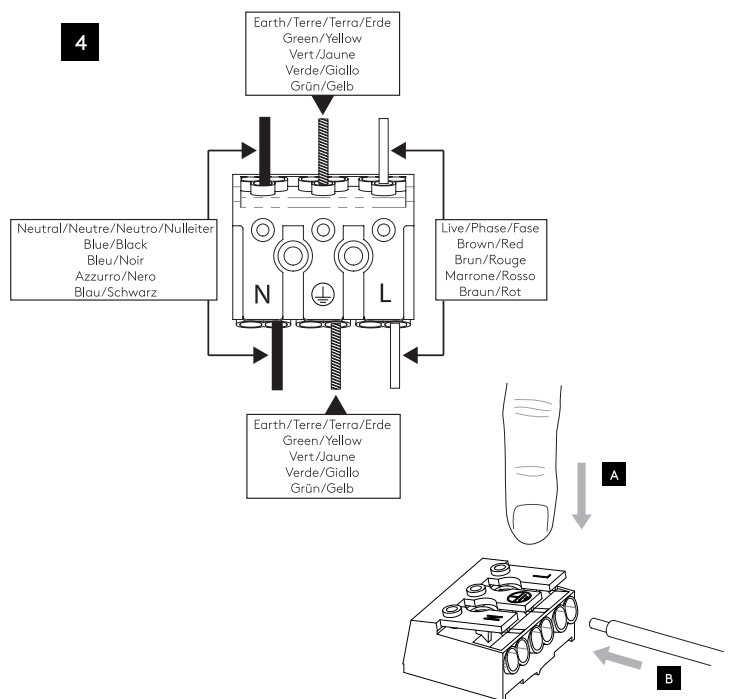 4
Earth/Terre/Terra/Erde
Green/Yellow
Vert/Jaune
Verde/Giallo
Grün/Gelb
Neutral/Neutre/Neutro/Nulleiter
Blue/Black
Bleu/Noir
Azzurro/Nero
Blau/Schwarz
Live/Phase/Fase
Brown/Red
Brun/Rouge
Marrone/Rosso
Braun/Rot
N
L
Earth/Terre/Terra/Erde
Green/Yellow
Vert/Jaune
Verde/Giallo
Grün/Gelb
A
L
N
B